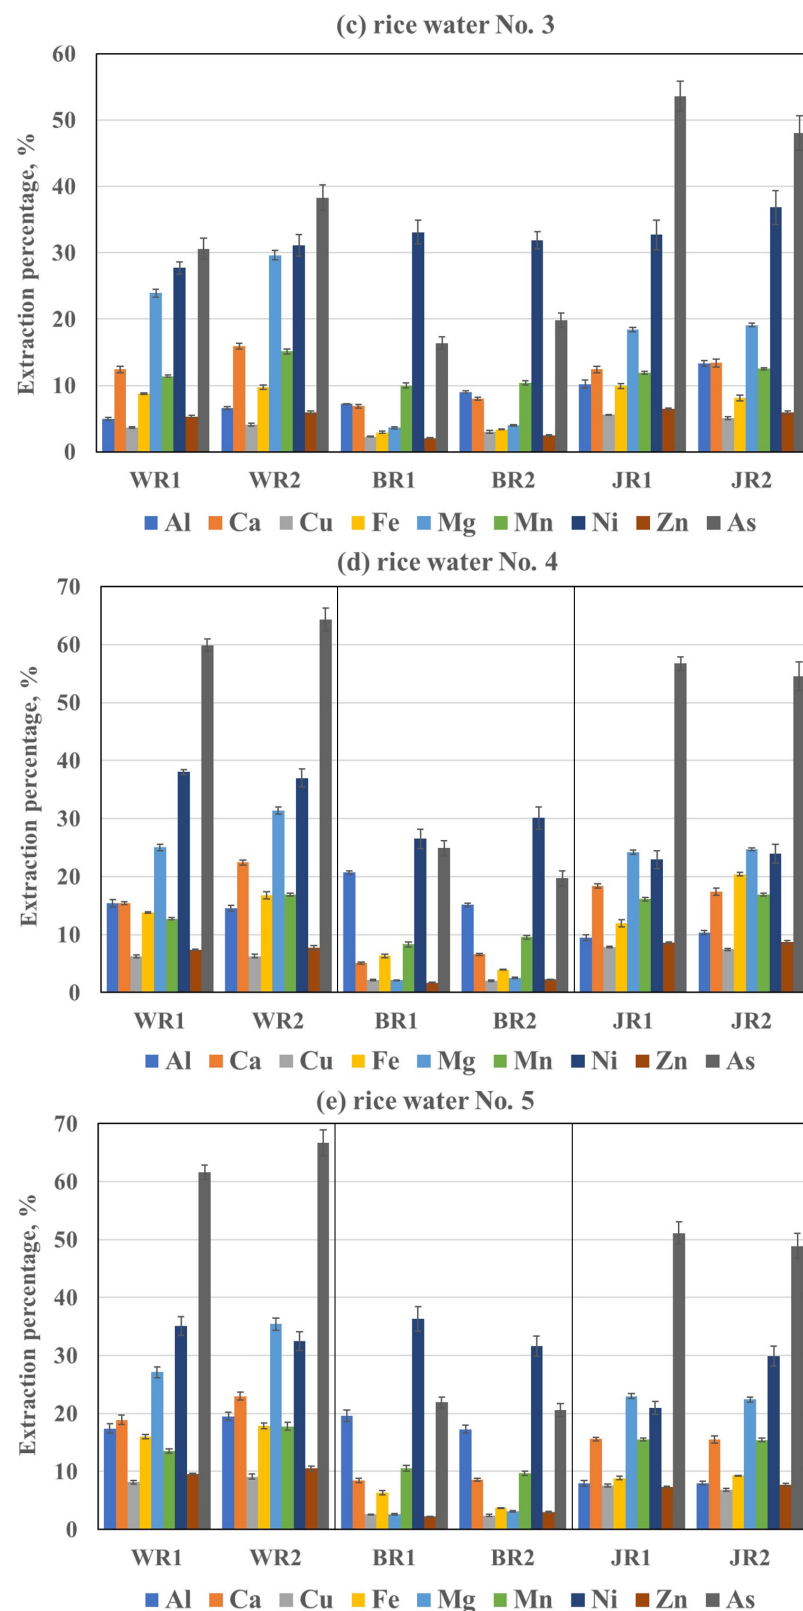 (c) rice water No. 3
Extraction percentage, %
60
50
40
30
20
10
0
WR1 WR2 BR1 BR2 JR1 JR2
Al Ca Cu Fe Mg Mn Ni Zn As
(d) rice water No. 4
Extraction percentage, %
70
60
50
40
30
20
10
0
WR1 WR2 BR1 BR2 JR1 JR2
Al Ca Cu Fe Mg Mn Ni Zn As
(e) rice water No. 5
Extraction percentage, %
70
60
50
40
30
20
10
0
WR1 WR2 BR1 BR2 JR1 JR2
Al Ca Cu Fe Mg Mn Ni Zn As